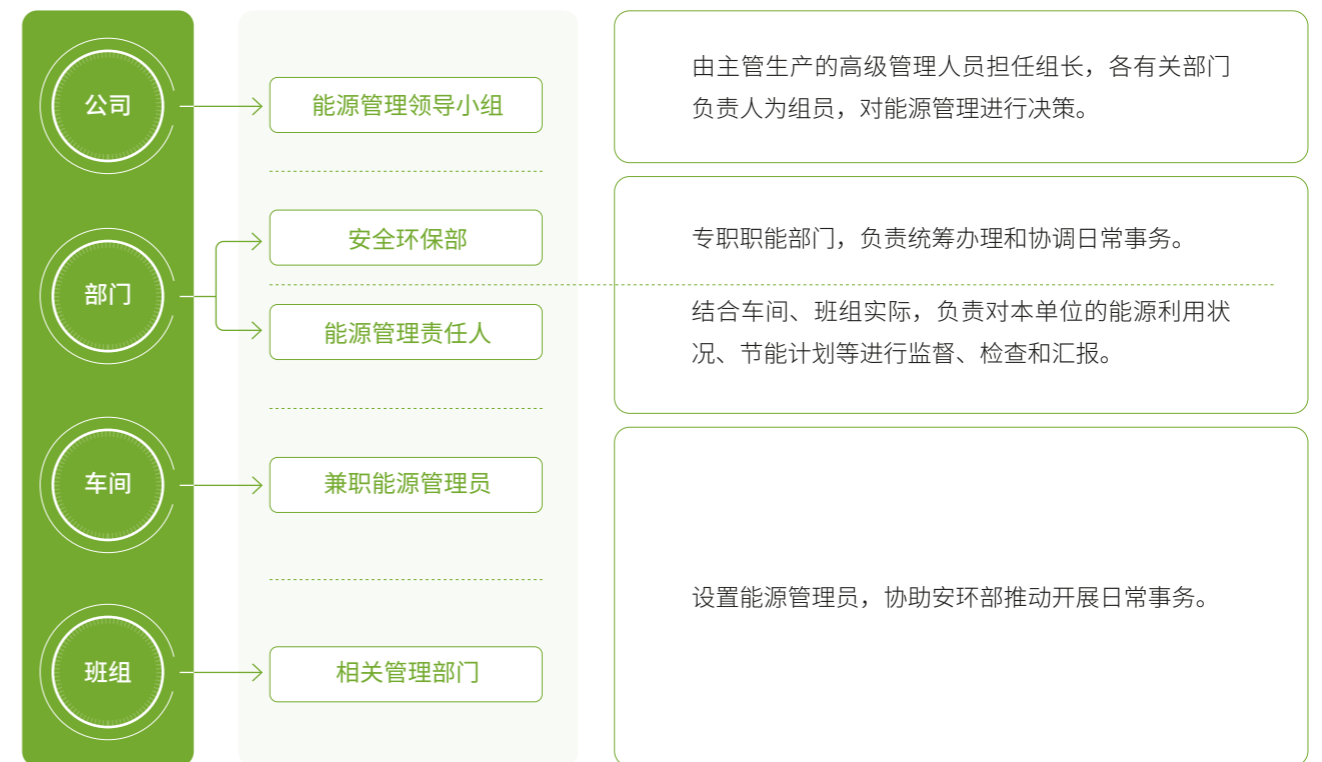 公司
能源管理领导小组
由主管生产的高级管理人员担任组长，各有关部门
负责人为组员，对能源管理进行决策。
部门
安全环保部
专职职能部门，负责统筹办理和协调日常事务。
能源管理责任人
结合车间、班组实际，负责对本单位的能源利用状
况、节能计划等进行监督、检查和汇报。
车间
兼职能源管理员
班组
相关管理部门
设置能源管理员，协助安环部推动开展日常事务。